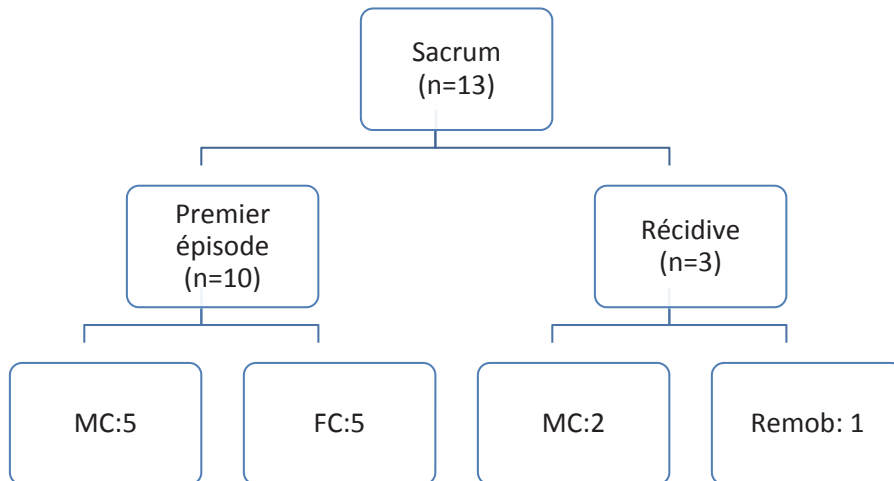 Sacrum
(n=13)
Premier
épisode
(n=10)
Récidive
(n=3)
MC:5
FC:5
MC:2
Remob: 1